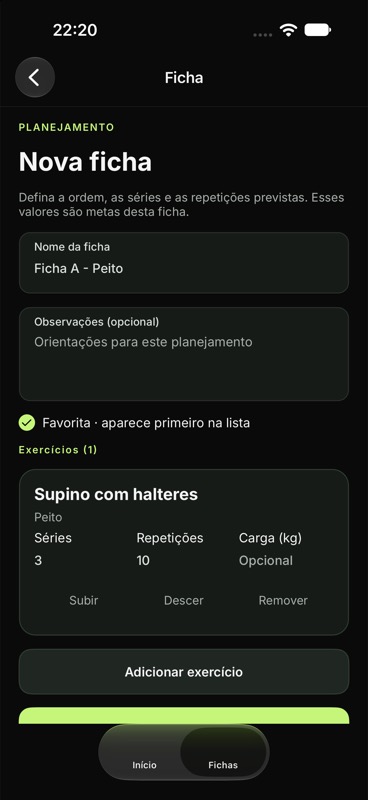 22:20
Ficha
PLANEJAMENTO
Nova ficha
Defina a ordem, as séries e as repetições previstas. Esses
valores são metas desta ficha.
Nome da ficha
Ficha A - Peito
Observações (opcional)
Orientações para este planejamento
Favorita · aparece primeiro na lista
Exercícios (1)
Supino com halteres
Peito
Séries Repetições Carga (kg)
3 10 Opcional
Subir Descer Remover
Adicionar exercício
Início Fichas